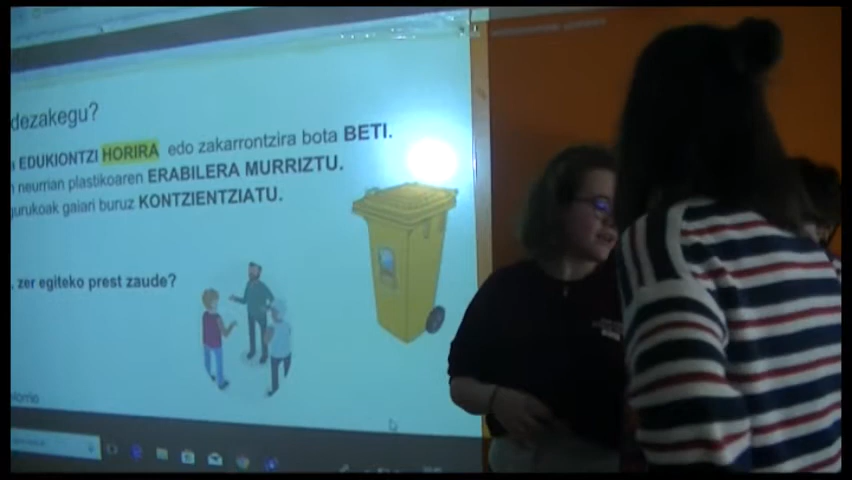 dezakegu?
EDUKIONTZI HORIRA edo zakarrontzira bota BETI.
neurrian plastikoaren ERABILERA MURRIZTU.
gurukoak gaiari buruz KONTZIENTZIATU.
zer egiteko prest zaude?